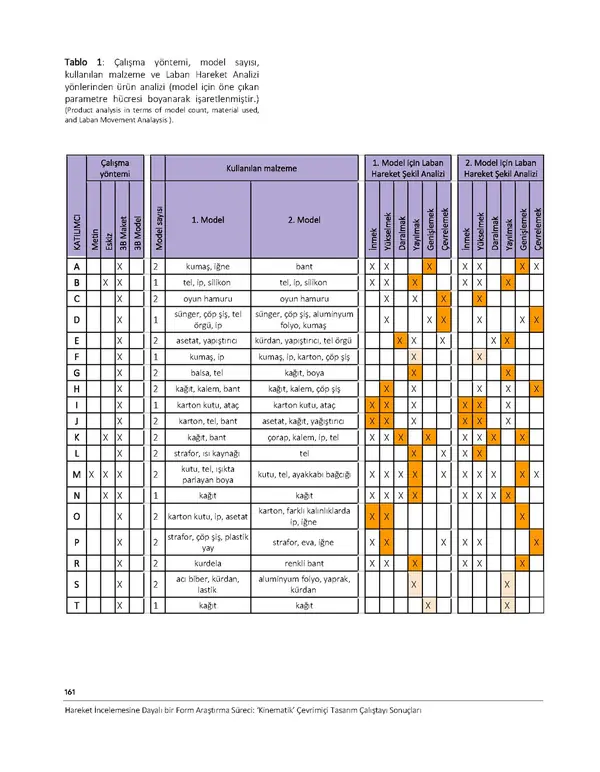 Tablo 1: Çalışma yöntemi, model sayısı,
kullanılan malzeme ve Laban Hareket Analizi
yönlerinden ürün analizi (model için öne çıkan
parametre hücresi boyanarak işaretlenmiştir.)
(Product analysis in terms of model count, material used,
and Laban Movement Analaysis ).
Çalışma yöntemi Kullanılan malzeme 1. Model için Laban Hareket Şekil Analizi 2. Model için Laban Hareket Şekil Analizi
KATILIMCI Metin Eskiz 3B Maket 3B Model Model sayısı 1. Model 2. Model İnmek Yükselmek Daralmak Yayılmak Genişlemek Çevrelemek İnmek Yükselmek Daralmak Yayılmak Genişlemek Çevrelemek
A X 2 kumaş, iğne bant X X X X X X X
B X X 1 tel, ip, silikon tel, ip, silikon X X X X X X
C X 2 oyun hamuru oyun hamuru X X X X
D X 1 sünger, çöp şiş, tel örgü, ip sünger, çöp şiş, aluminyum folyo, kumaş X X X X X X
E X 2 asetat, yapıştırıcı kürdan, yapıştırıcı, tel örgü X X X X X
F X 1 kumaş, ip kumaş, ip, karton, çöp şiş X X
G X 2 balsa, tel kağıt, boya X X
H X 2 kağıt, kalem, bant kağıt, kalem, çöp şiş X X X X X
I X 1 karton kutu, ataç karton kutu, ataç X X X X X X
J X 2 karton, tel, bant asetat, kağıt, yağıştırıcı X X X X X X
K X X 2 kağıt, bant çorap, kalem, ip, tel X X X X X X X X
L X 2 strafor, ısı kaynağı tel X X X X
M X X X 2 kutu, tel, ışıkta parlayan boya kutu, tel, ayakkabı bağcığı X X X X X X X X X X
N X X 1 kağıt kağıt X X X X X X X X
O X 2 karton kutu, ip, asetat karton, farklı kalınlıklarda ip, iğne X X X
P X 2 strafor, çöp şiş, plastik yay strafor, eva, iğne X X X X X X
R X 2 kurdela renkli bant X X X X X X
S X 2 acı biber, kürdan, lastik aluminyum folyo, yaprak, kürdan X X
T X 1 kağıt kağıt X X
161
Hareket İncelemesine Dayalı bir Form Araştırma Süreci: 'Kinematik' Çevrimiçi Tasarım Çalıştayı Sonuçları